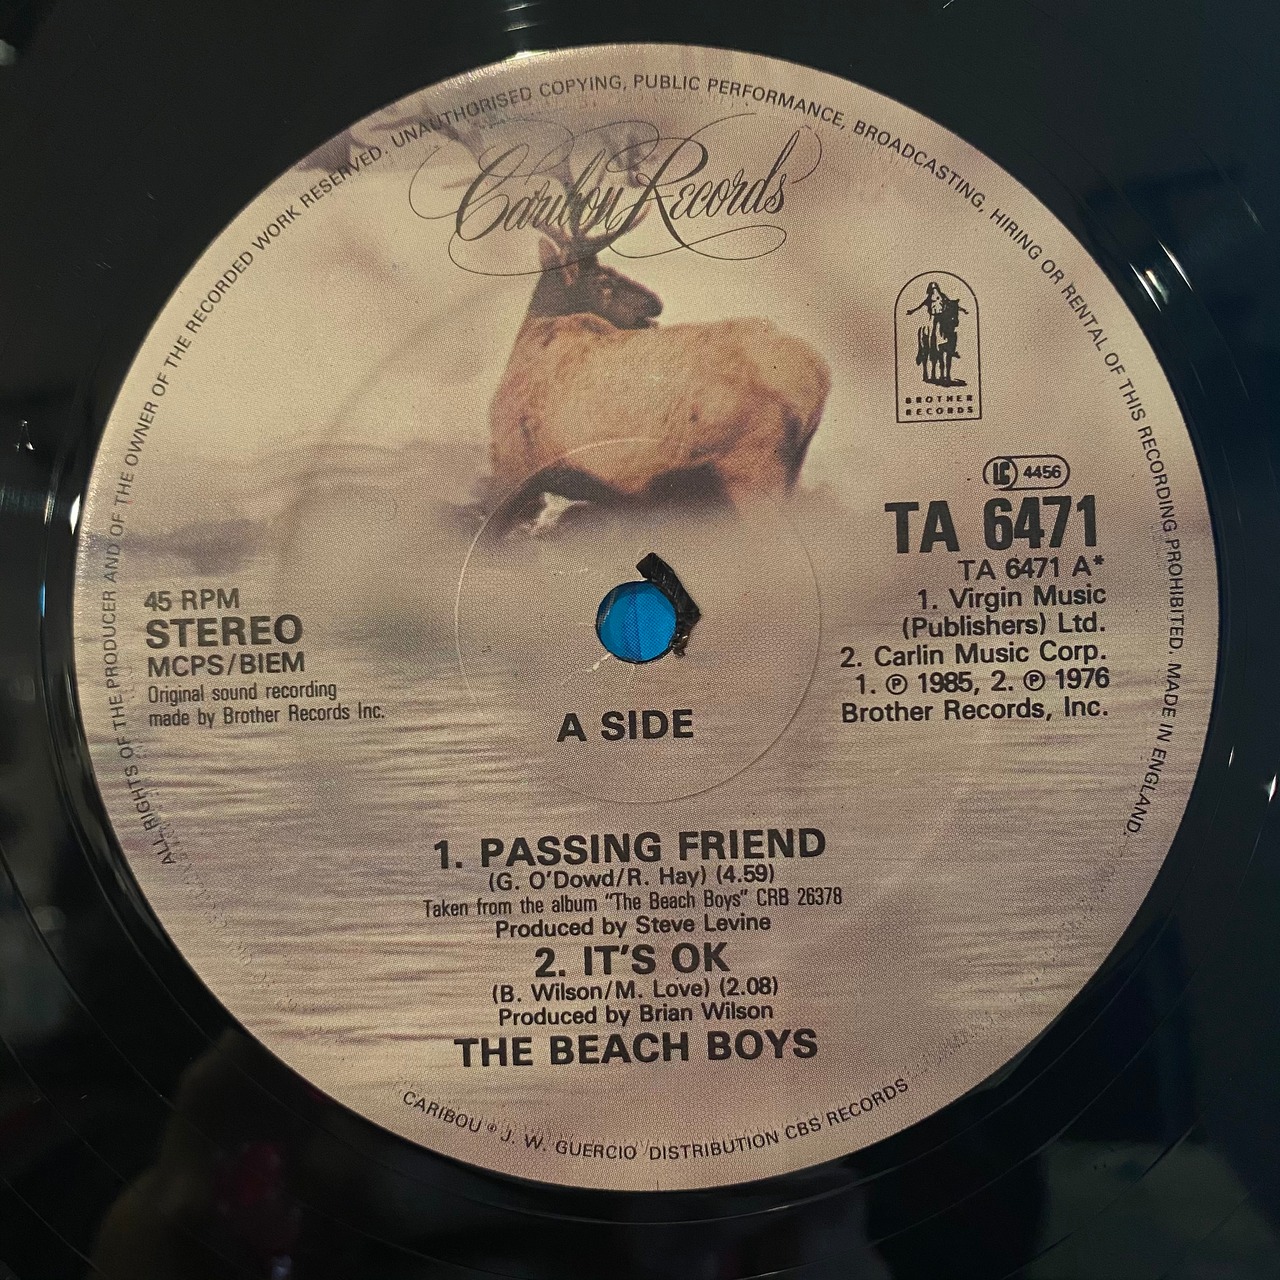 ALL RIGHTS OF THE PRODUCER AND OF THE OWNER OF THE RECORDED WORK RESERVED. UNAUTHORISED COPYING, PUBLIC PERFORMANCE, BROADCASTING, HIRING OR RENTAL OF THIS RECORDING PROHIBITED. MADE IN ENGLAND.
Caribou Records
BROTHER
RECORDS
LC 4456
TA 6471
TA 6471 A*
1. Virgin Music
(Publishers) Ltd.
2. Carlin Music Corp.
1. ℗ 1985, 2. ℗ 1976
Brother Records, Inc.
45 RPM
STEREO
MCPS/BIEM
Original sound recording
made by Brother Records Inc.
A SIDE
1. PASSING FRIEND
(G. O'Dowd/R. Hay) (4.59)
Taken from the album "The Beach Boys" CRB 26378
Produced by Steve Levine
2. IT'S OK
(B. Wilson/M. Love) (2.08)
Produced by Brian Wilson
THE BEACH BOYS
CARIBOU ® J. W. GUERCIO DISTRIBUTION CBS RECORDS